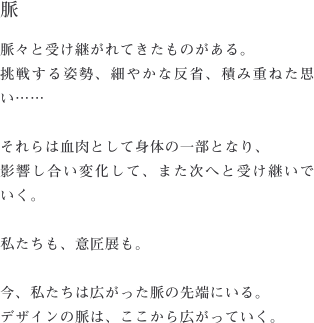 脈
脈々と受け継がれてきたものがある。
挑戦する姿勢、細やかな反省、積み重ねた思
い……
それらは血肉として身体の一部となり、
影響し合い変化して、また次へと受け継いで
いく。
私たちも、意匠展も。
今、私たちは広がった脈の先端にいる。
デザインの脈は、ここから広がっていく。